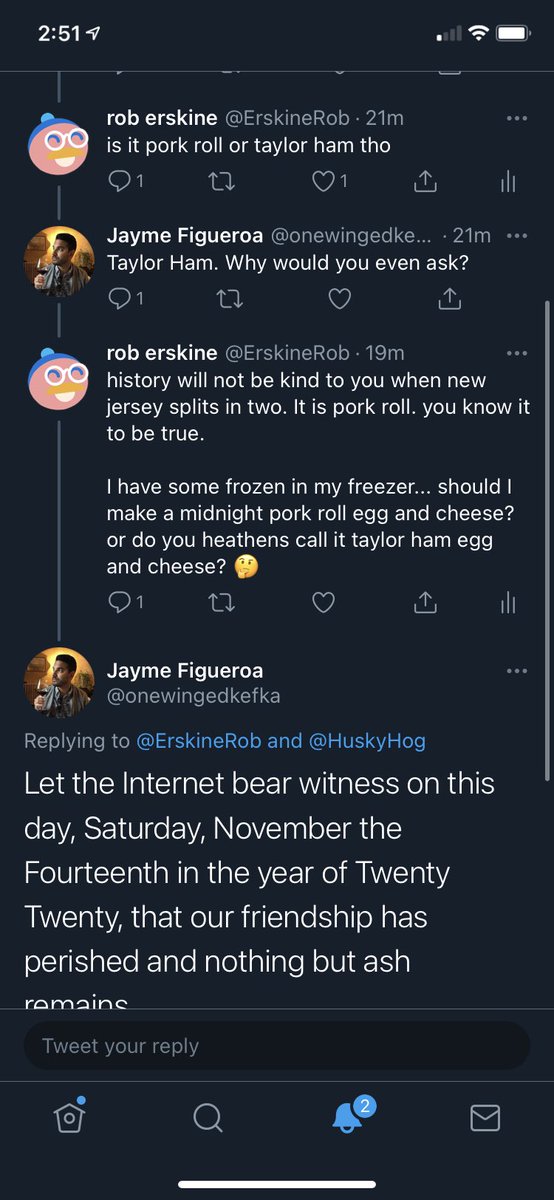 2:51
rob erskine @ErskineRob · 21m
is it pork roll or taylor ham tho
1
1
Jayme Figueroa @onewingedke... · 21m
Taylor Ham. Why would you even ask?
1
rob erskine @ErskineRob · 19m
history will not be kind to you when new
jersey splits in two. It is pork roll. you know it
to be true.
I have some frozen in my freezer... should I
make a midnight pork roll egg and cheese?
or do you heathens call it taylor ham egg
and cheese? 🤔
1
Jayme Figueroa
@onewingedkefka
Replying to @ErskineRob and @HuskyHog
Let the Internet bear witness on this
day, Saturday, November the
Fourteenth in the year of Twenty
Twenty, that our friendship has
perished and nothing but ash
remains
Tweet your reply
2